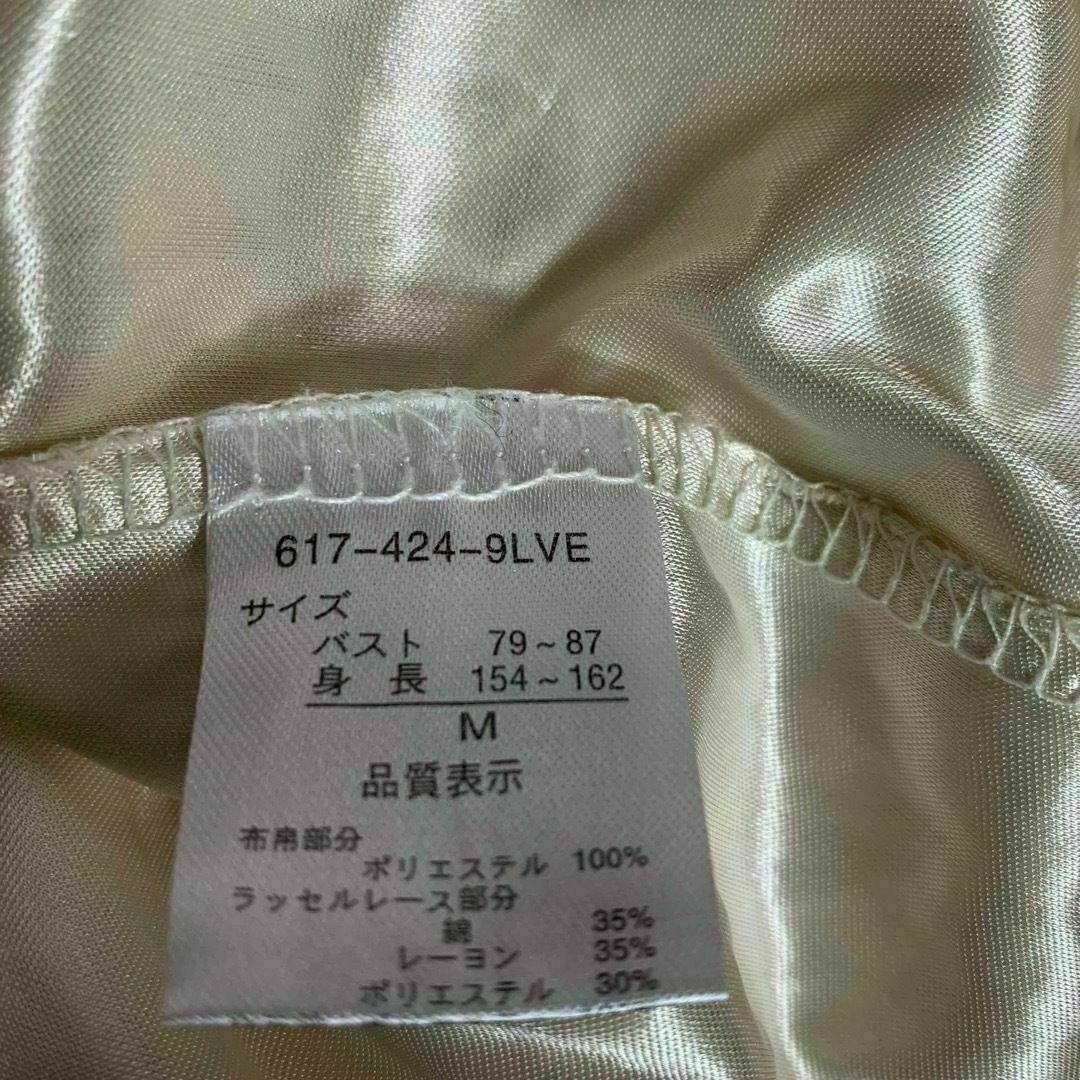 617-424-9LVE
サイズ
バスト 79~87
身長 154~162
M
品質表示
布帛部分
ポリエステル 100%
ラッセルレース部分
綿 35%
レーヨン 35%
ポリエステル 30%